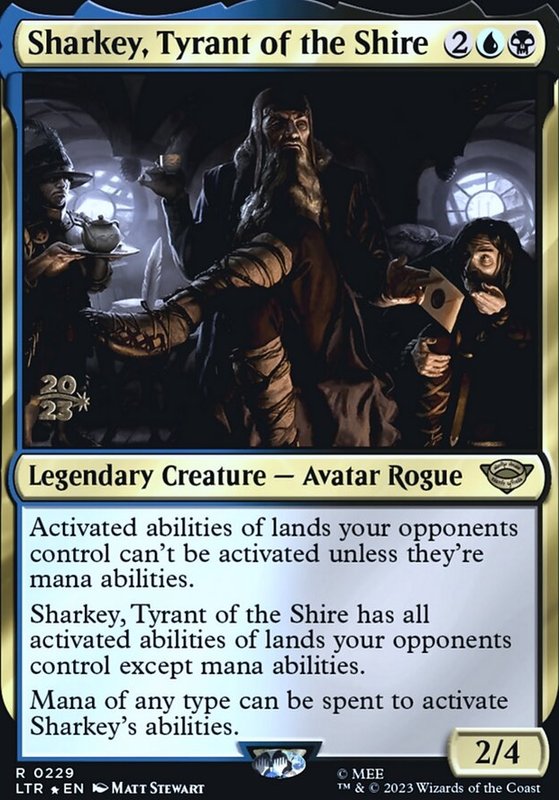 Sharkey, Tyrant of the Shire 2
20
23
Legendary Creature — Avatar Rogue
Activated abilities of lands your opponents
control can't be activated unless they're
mana abilities.
Sharkey, Tyrant of the Shire has all
activated abilities of lands your opponents
control except mana abilities.
Mana of any type can be spent to activate
Sharkey's abilities.
2/4
R 0229
LTR ★ EN Matt Stewart
© MEE
™ & © 2023 Wizards of the Coast